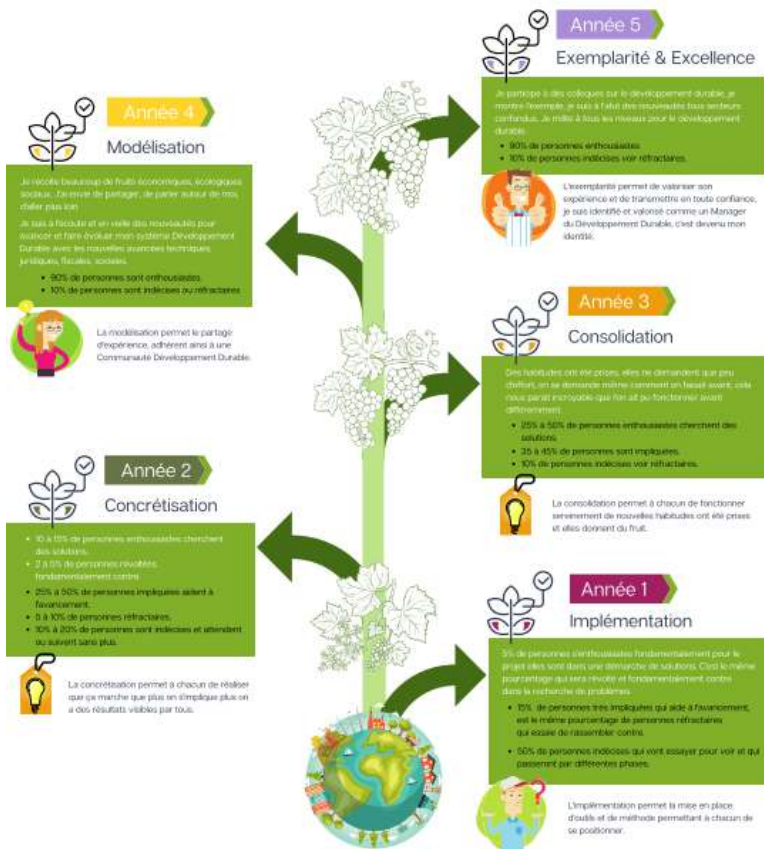 Année 5
Exemplarité & Excellence
Je participe à des colloques sur le développement durable, je
montre l'exemple, je suis à l'afut des nouveautés tous secteurs
confondus. Je milite à tous les niveaux pour le développement
durable.
• 90% de personnes enthousiastes
• 10% de personnes indécises voir réfractaires.
L'exemplarité permet de valoriser son
expérience et de transmettre en toute confiance,
je suis identifié et valorisé comme un Manager
du Développement Durable, c'est devenu mon
identité.
Année 4
Modélisation
Je récolte beaucoup de fruits économiques, écologiques
sociaux. J'ai envie de partager, de parler autour de moi,
d'aller plus loin.
Je suis à l'écoute et en veille des nouveautés pour
avancer et faire évoluer mon système Développement
Durable avec les nouvelles avancées techniques
juridiques, fiscales, sociales.
• 90% de personnes sont enthousiastes.
• 10% de personnes sont indécises ou réfractaires
La modélisation permet le partage
d'expérience, adhérent ainsi à une
Communauté Développement Durable.
Année 3
Consolidation
Des habitudes ont été prises, elles ne demandent que peu
d'effort, on se demande même comment on faisait avant, cela
nous parait incroyable que l'on ait pu fonctionner avant
différemment.
• 25% à 50% de personnes enthousiastes cherchent des
solutions.
• 35 à 45% de personnes sont impliquées.
• 10% de personnes indécises voir réfractaires.
La consolidation permet à chacun de fonctionner
sereinement de nouvelles habitudes ont été prises
et elles donnent du fruit.
Année 2
Concrétisation
• 10 à 15% de personnes enthousiastes cherchent
des solutions.
• 2 à 5% de personnes révoltées
fondamentalement contre.
• 25% à 50% de personnes impliquées aident à
l'avancement.
• 5 à 10% de personnes réfractaires.
• 10% à 20% de personnes sont indécises et attendent
ou suivent sans plus.
La concrétisation permet à chacun de réaliser
que ça marche que plus on s'implique plus on
a des résultats visibles par tous.
Année 1
Implémentation
5% de personnes s'enthousiastes fondamentalement pour le
projet elles sont dans une démarche de solutions. C'est le même
pourcentage qui sera révolté et fondamentalement contre
dans la recherche de problèmes.
• 15% de personnes très impliquées qui aide à l'avancement,
est le même pourcentage de personnes réfractaires
qui essaie de rassembler contre.
• 50% de personnes indécises qui vont essayer pour voir et qui
passeront par différentes phases.
L'implémentation permet la mise en place
d'outils et de méthode permettant à chacun de
se positionner.